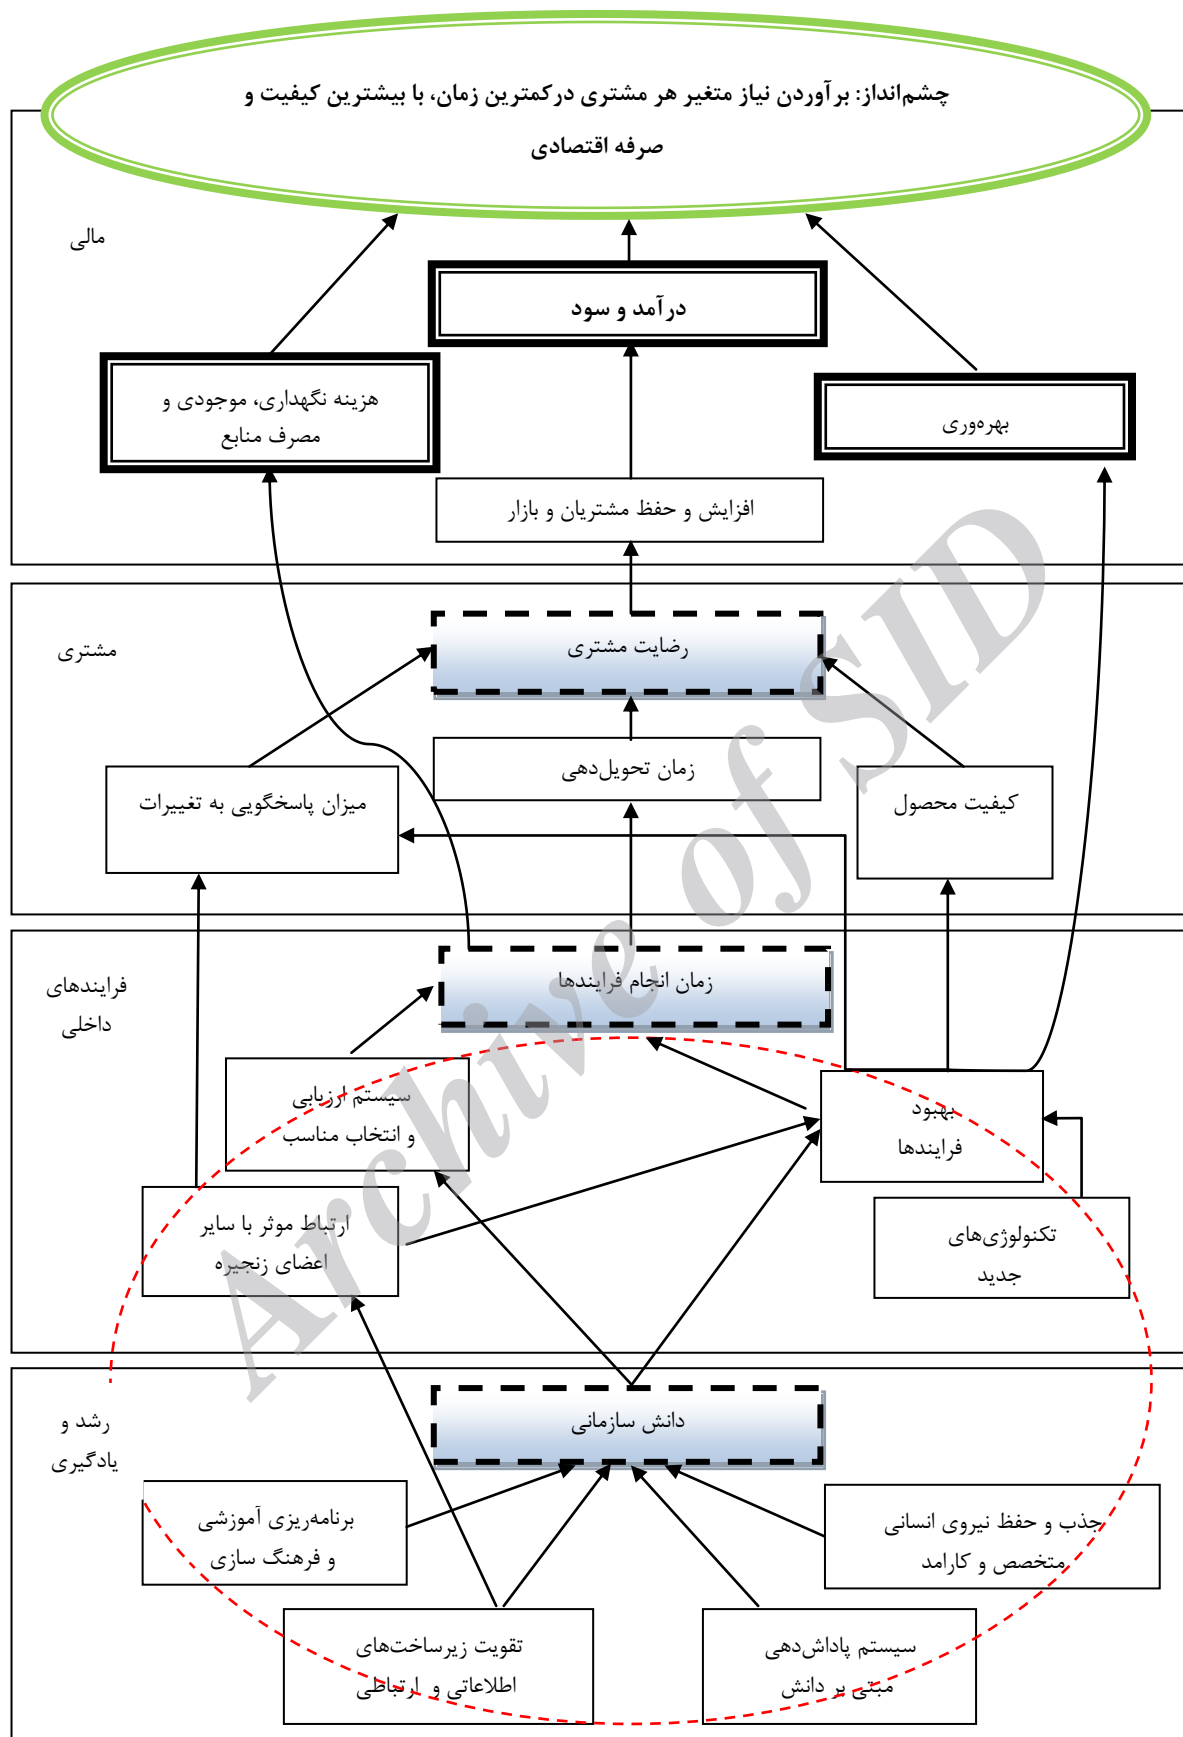 چشم‌انداز: برآوردن نیاز متغیر هر مشتری درکمترین زمان، با بیشترین کیفیت و
صرفه اقتصادی
مالی
درآمد و سود
هزینه نگهداری، موجودی و
مصرف منابع
بهره‌وری
افزایش و حفظ مشتریان و بازار
مشتری
رضایت مشتری
زمان تحویل‌دهی
میزان پاسخگویی به تغییرات
کیفیت محصول
فرایندهای
داخلی
زمان انجام فرایندها
سیستم ارزیابی
و انتخاب مناسب
بهبود
فرایندها
ارتباط موثر با سایر
اعضای زنجیره
تکنولوژی‌های
جدید
رشد و
یادگیری
دانش سازمانی
برنامه‌ریزی آموزشی
و فرهنگ سازی
جذب و حفظ نیروی انسانی
متخصص و کارامد
تقویت زیرساخت‌های
اطلاعاتی و ارتباطی
سیستم پاداش‌دهی
مبتی بر دانش
Archive of SID